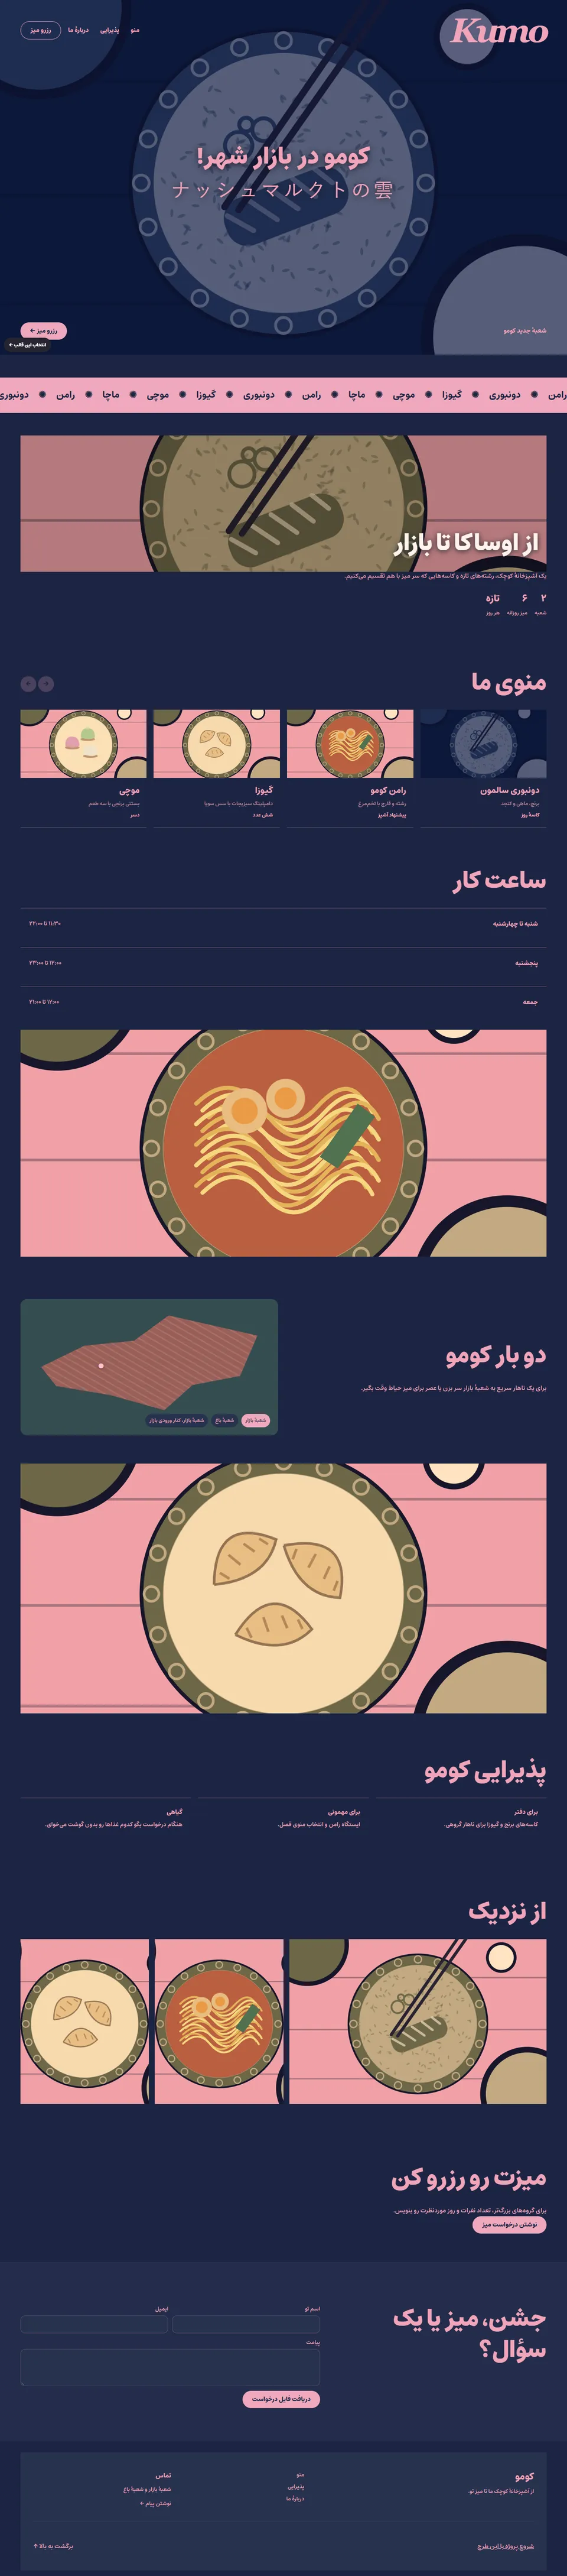 Kumo
منو
پذیرایی
دربارهٔ ما
رزرو میز
کومو در بازار شهر!
ナッシュマルクトの雲
شعبهٔ جدید کومو
رزرو میز ←
انتخاب این قالب ←
رامن ✺ دونبوری ✺ گیوزا ✺ موچی ✺ ماچا ✺ رامن ✺ دونبوری ✺ گیوزا ✺ موچی ✺ ماچا ✺ رامن ✺ دونبوری
از اوساکا تا بازار
یک آشپزخانهٔ کوچک، رشته‌های تازه و کاسه‌هایی که سر میز با هم تقسیم می‌کنیم.
۲ ۶ تازه
شعبه میز روزانه هر روز
منوی ما
دونبوری سالمون
برنج، ماهی و کنجد
کاسهٔ روز
رامن کومو
رشته و قارچ با تخم‌مرغ
پیشنهاد آشپز
گیوزا
دامپلینگ سبزیجات با سس سویا
شش عدد
موچی
بستنی برنجی با سه طعم
دسر
ساعت کار
شنبه تا چهارشنبه ۱۱:۳۰ تا ۲۲:۰۰
پنجشنبه ۱۲:۰۰ تا ۲۳:۰۰
جمعه ۱۲:۰۰ تا ۲۱:۰۰
دو بار کومو
برای یک ناهار سریع به شعبهٔ بازار سر بزن یا عصر برای میز حیاط وقت بگیر.
شعبهٔ بازار
شعبهٔ باغ
شعبهٔ بازار، کنار ورودی بازار
پذیرایی کومو
برای دفتر
کاسه‌های برنج و گیوزا برای ناهار گروهی.
برای مهمونی
ایستگاه رامن و انتخاب منوی فصل.
گیاهی
هنگام درخواست بگو کدوم غذاها رو بدون گوشت می‌خوای.
از نزدیک
میزت رو رزرو کن
برای گروه‌های بزرگ‌تر، تعداد نفرات و روز موردنظرت رو بنویس.
نوشتن درخواست میز
جشن، میز یا یک
سؤال؟
اسم تو
ایمیل
پیامت
دریافت فایل درخواست
کومو
از آشپزخانهٔ کوچک ما تا میز تو.
منو
پذیرایی
دربارهٔ ما
تماس
شعبهٔ بازار و شعبهٔ باغ
نوشتن پیام ←
شروع پروژه با این طرح
برگشت به بالا ↑